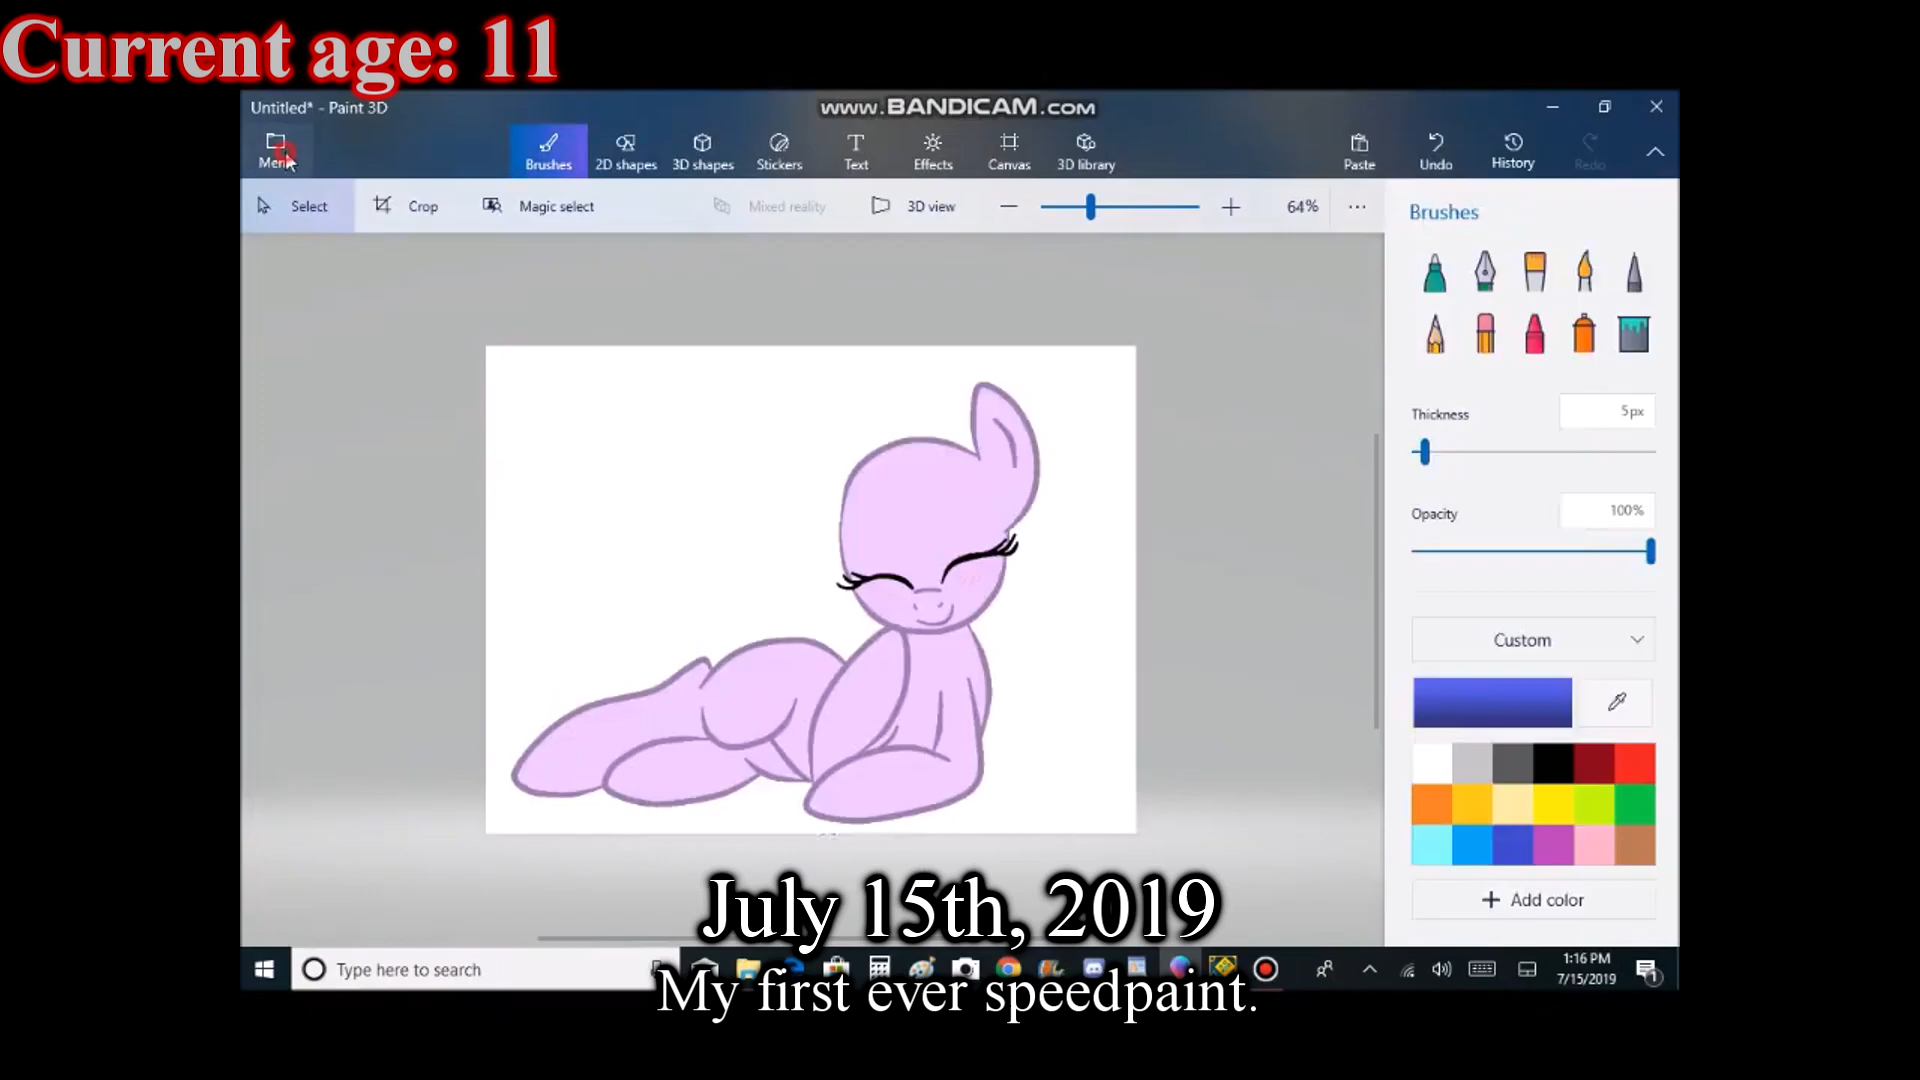 Current age: 11
Untitled* - Paint 3D
www.BANDICAM.com
Menu
Brushes
2D shapes
3D shapes
Stickers
Text
Effects
Canvas
3D library
Paste
Undo
History
Redo
Select
Crop
Magic select
Mixed reality
3D view
64%
Brushes
Thickness
5px
Opacity
100%
Custom
Add color
July 15th, 2019
Type here to search
1:16 PM
7/15/2019
1
My first ever speedpaint.